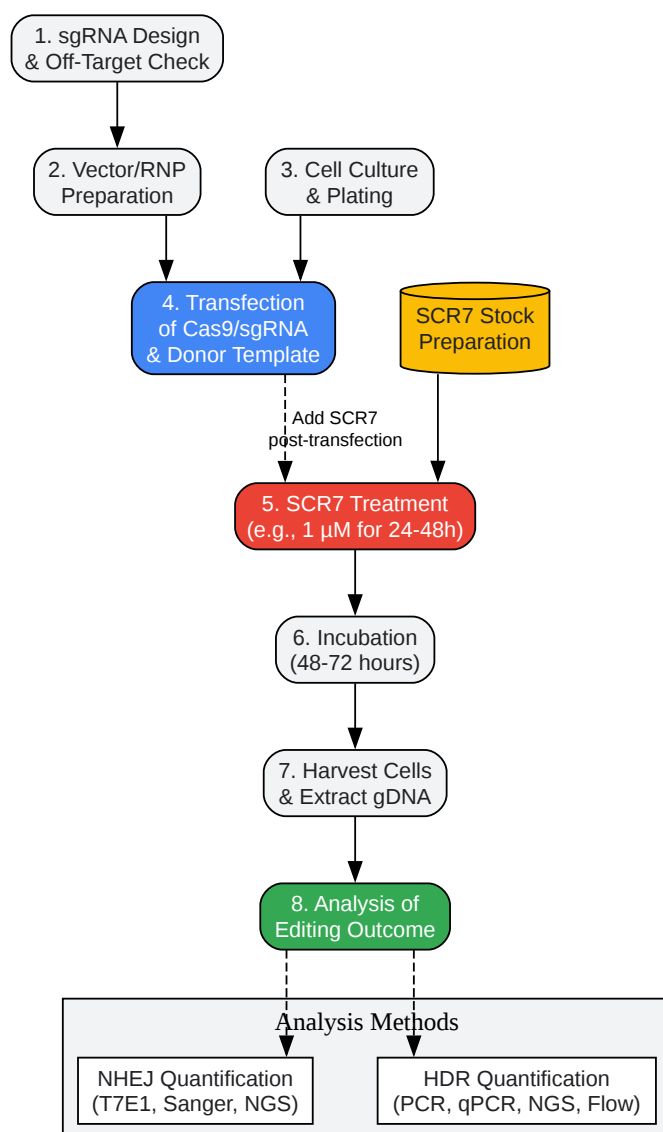 1. sgRNA Design
& Off-Target Check
2. Vector/RNP
Preparation
3. Cell Culture
& Plating
4. Transfection
of Cas9/sgRNA
& Donor Template
SCR7 Stock
Preparation
Add SCR7
post-transfection
5. SCR7 Treatment
(e.g., 1 µM for 24-48h)
6. Incubation
(48-72 hours)
7. Harvest Cells
& Extract gDNA
8. Analysis of
Editing Outcome
Analysis Methods
NHEJ Quantification
(T7E1, Sanger, NGS)
HDR Quantification
(PCR, qPCR, NGS, Flow)